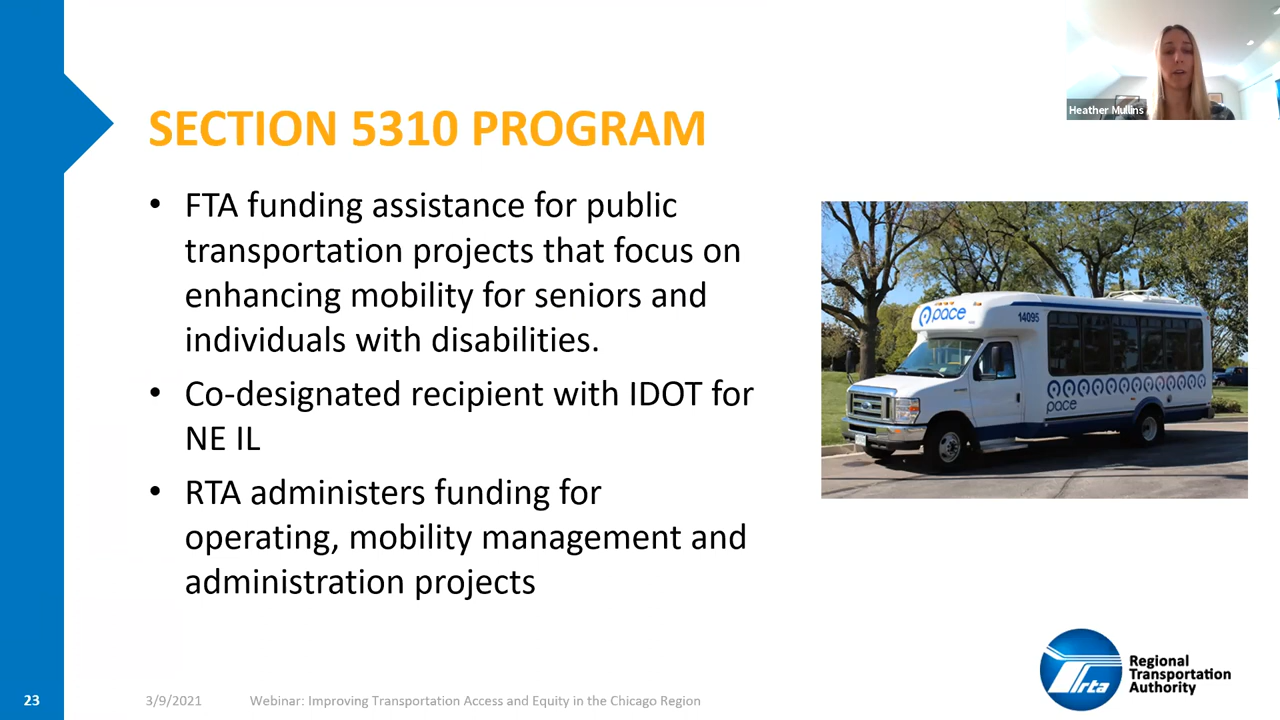 Heather Mullins
SECTION 5310 PROGRAM
• FTA funding assistance for public
transportation projects that focus on
enhancing mobility for seniors and
individuals with disabilities.
• Co-designated recipient with IDOT for
NE IL
• RTA administers funding for
operating, mobility management and
administration projects
pace
14095
pace
rta
Regional
Transportation
Authority
23
3/9/2021
Webinar: Improving Transportation Access and Equity in the Chicago Region